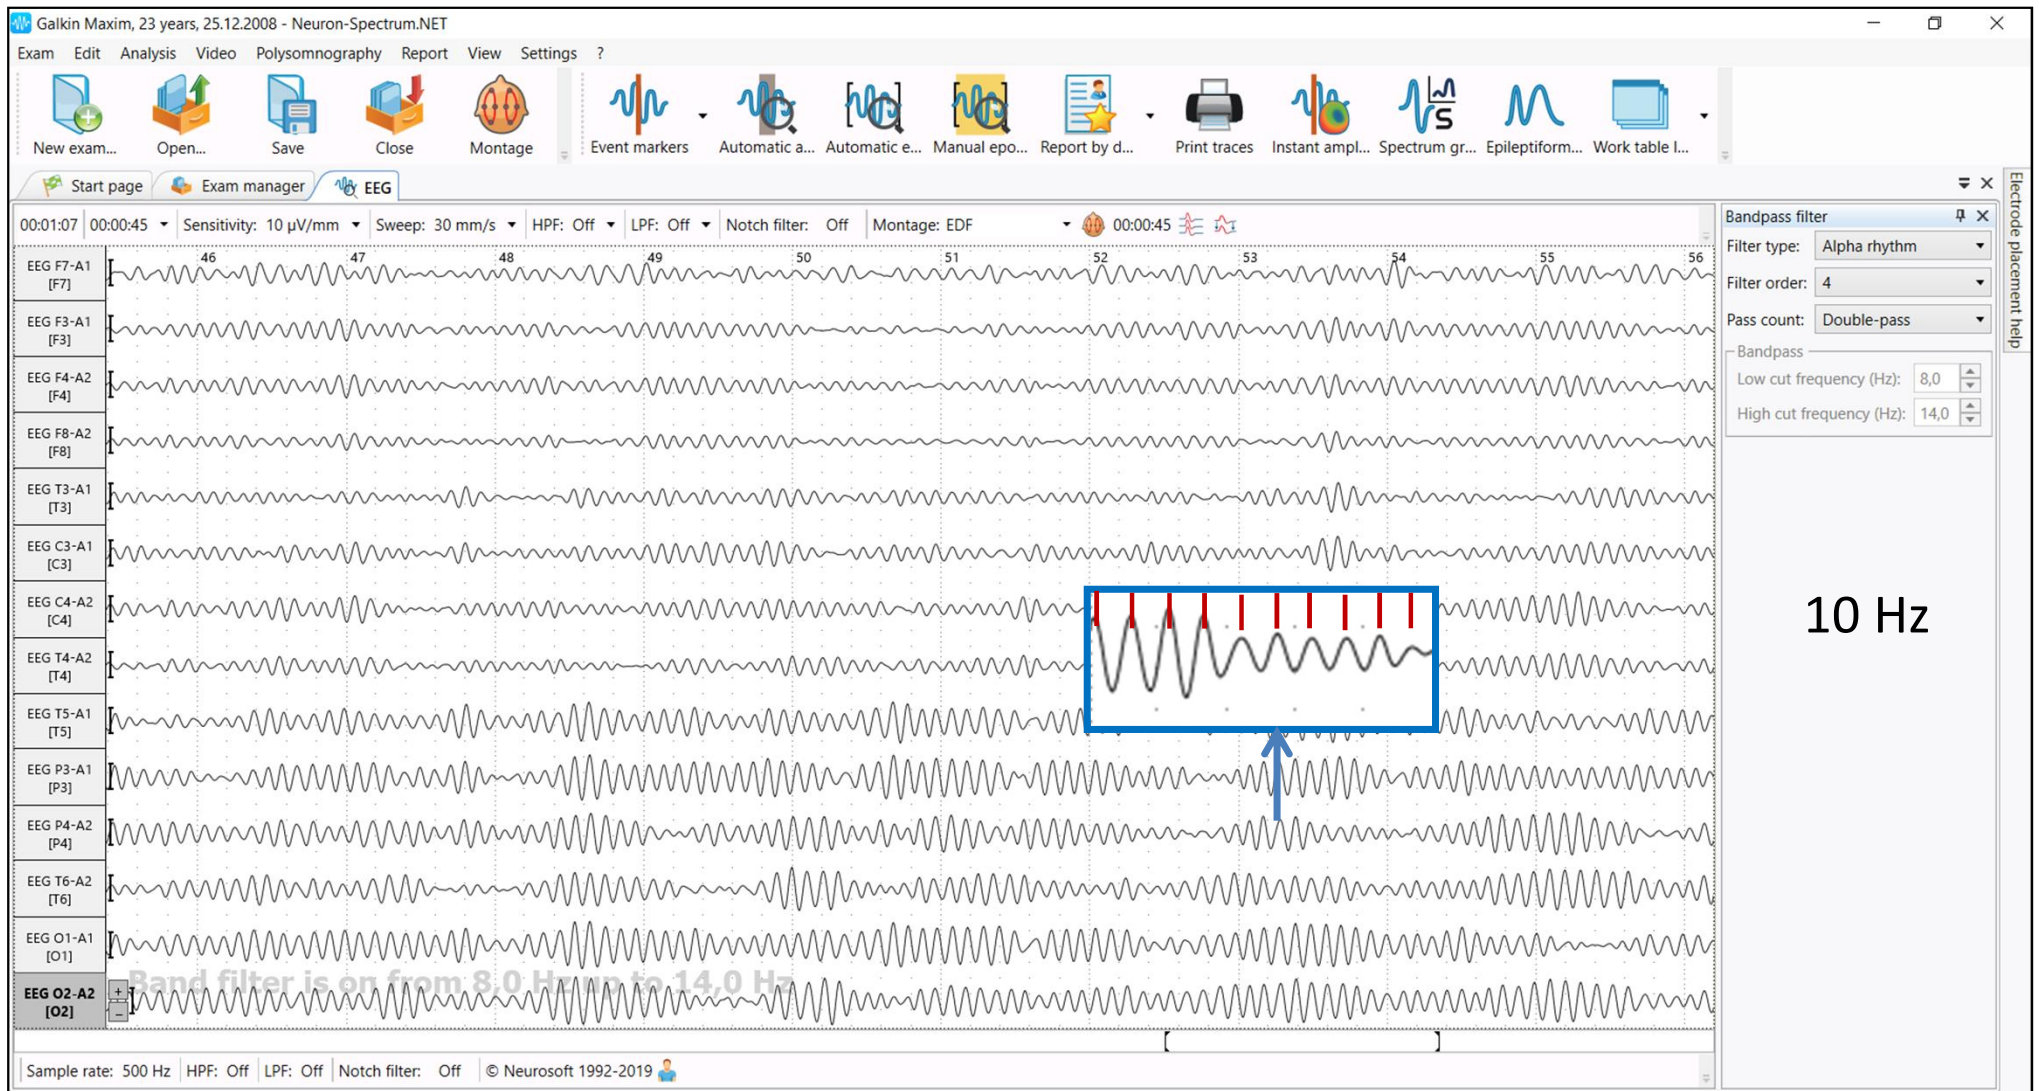 Galkin Maxim, 23 years, 25.12.2008 - Neuron-Spectrum.NET
Exam Edit Analysis Video Polysomnography Report View Settings ?
New exam... Open... Save Close Montage Event markers Automatic a... Automatic e... Manual epo... Report by d... Print traces Instant ampl... Spectrum gr... Epileptiform... Work table l...
Start page Exam manager EEG
00:01:07 00:00:45 Sensitivity: 10 µV/mm Sweep: 30 mm/s HPF: Off LPF: Off Notch filter: Off Montage: EDF 00:00:45
46 47 48 49 50 51 52 53 54 55 56
EEG F7-A1
[F7]
EEG F3-A1
[F3]
EEG F4-A2
[F4]
EEG F8-A2
[F8]
EEG T3-A1
[T3]
EEG C3-A1
[C3]
EEG C4-A2
[C4]
EEG T4-A2
[T4]
EEG T5-A1
[T5]
EEG P3-A1
[P3]
EEG P4-A2
[P4]
EEG T6-A2
[T6]
EEG O1-A1
[O1]
EEG O2-A2
[O2]
+
-
Band filter is on from 8,0 Hz up to 14,0 Hz
Bandpass filter
Filter type: Alpha rhythm
Filter order: 4
Pass count: Double-pass
Bandpass
Low cut frequency (Hz): 8,0
High cut frequency (Hz): 14,0
Electrode placement help
10 Hz
Sample rate: 500 Hz HPF: Off LPF: Off Notch filter: Off © Neurosoft 1992-2019